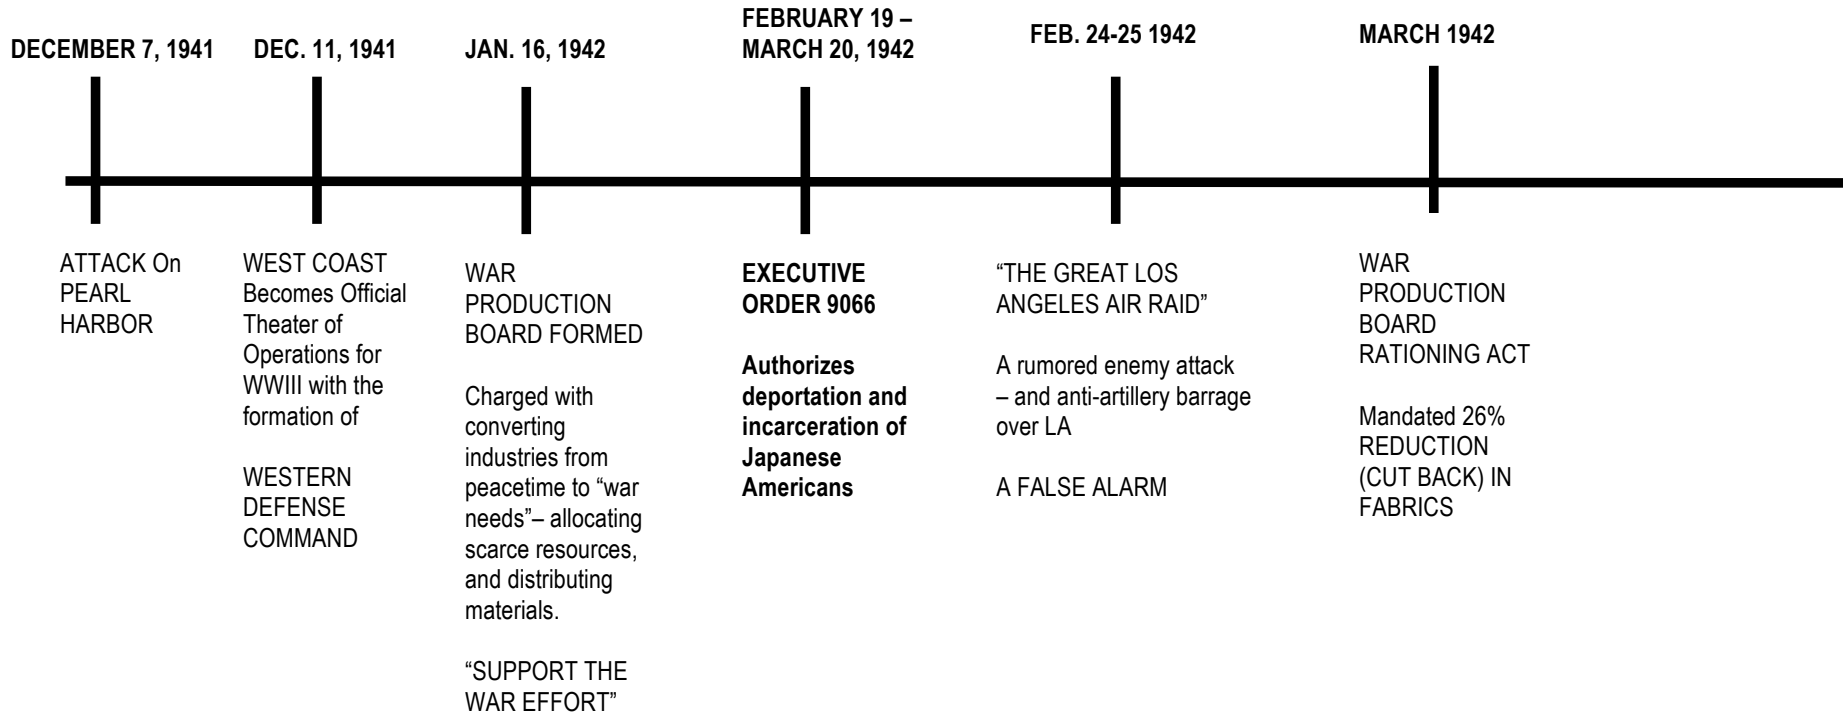 DECEMBER 7, 1941
ATTACK On
PEARL
HARBOR
DEC. 11, 1941
WEST COAST
Becomes Official
Theater of
Operations for
WWIII with the
formation of
WESTERN
DEFENSE
COMMAND
JAN. 16, 1942
WAR
PRODUCTION
BOARD FORMED
Charged with
converting
industries from
peacetime to “war
needs”– allocating
scarce resources,
and distributing
materials.
“SUPPORT THE
WAR EFFORT”
FEBRUARY 19 –
MARCH 20, 1942
EXECUTIVE
ORDER 9066
Authorizes
deportation and
incarceration of
Japanese
Americans
FEB. 24-25 1942
“THE GREAT LOS
ANGELES AIR RAID”
A rumored enemy attack
– and anti-artillery barrage
over LA
A FALSE ALARM
MARCH 1942
WAR
PRODUCTION
BOARD
RATIONING ACT
Mandated 26%
REDUCTION
(CUT BACK) IN
FABRICS